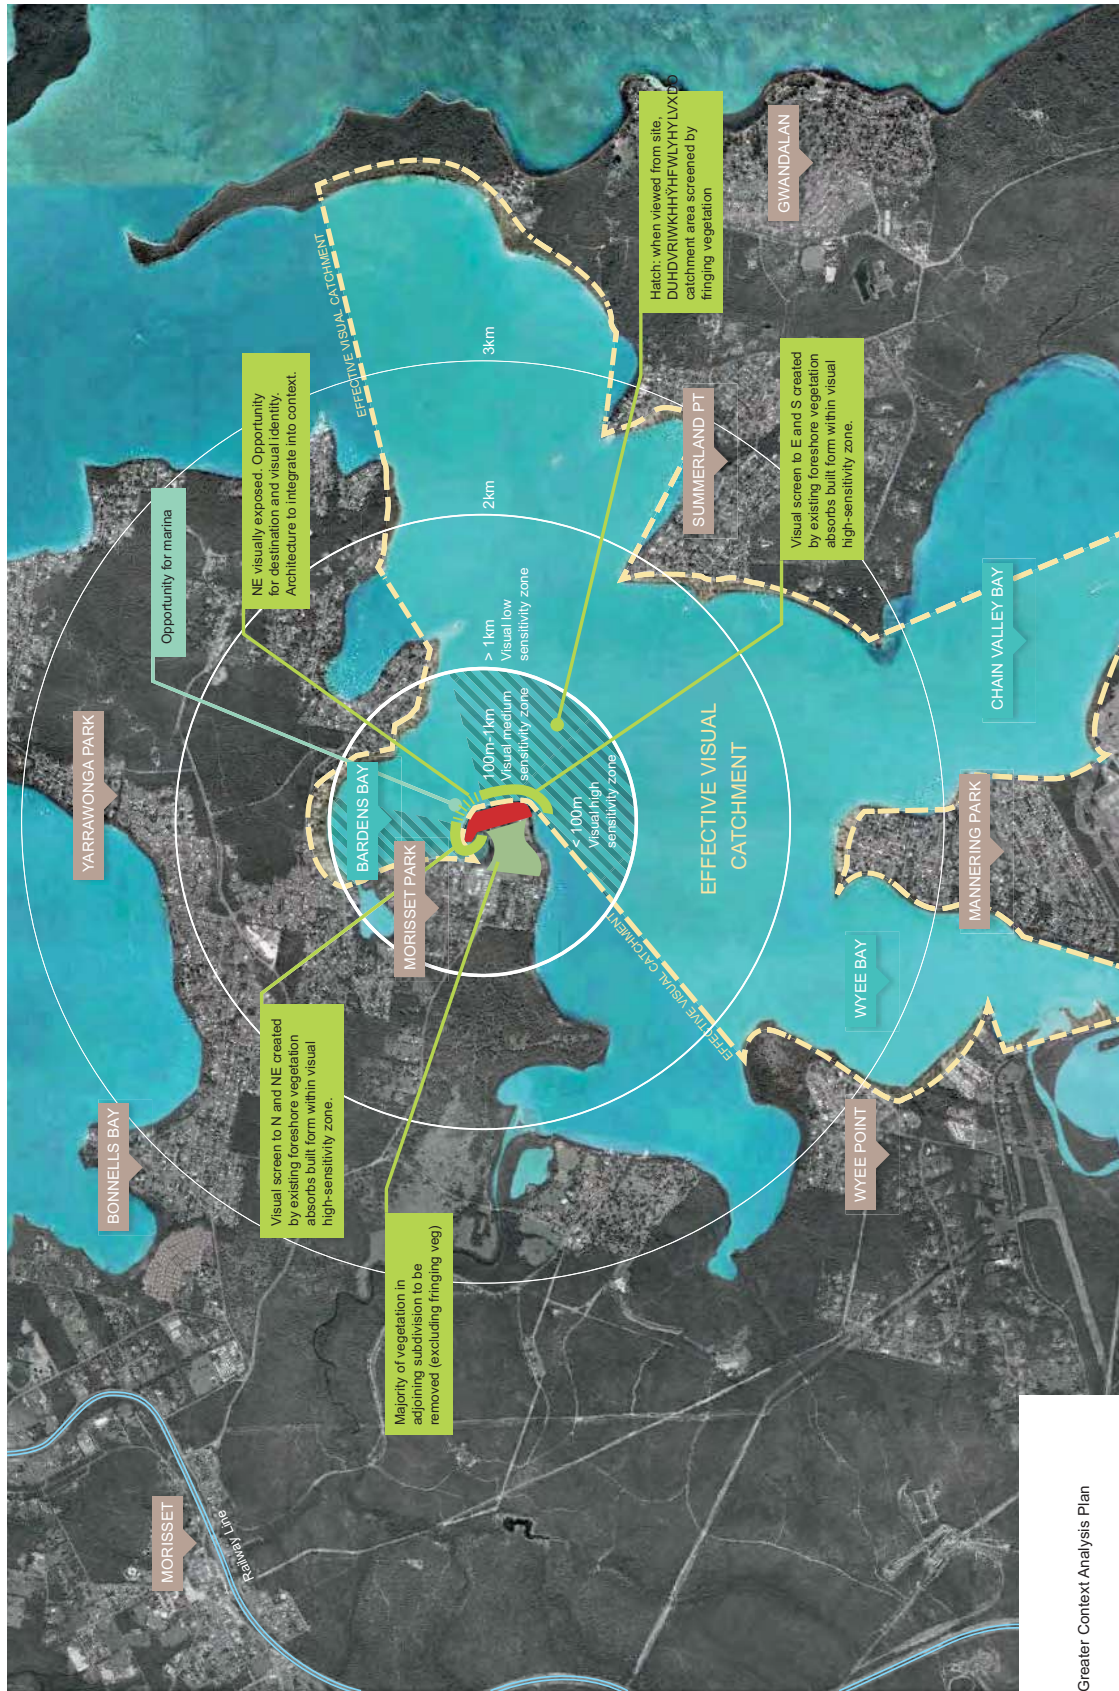 MORISSET
Railway Line
BONNELLS BAY
YARRAWONGA PARK
Opportunity for marina
NE visually exposed. Opportunity
for destination and visual identity.
Architecture to integrate into context.
Visual screen to N and NE created
by existing foreshore vegetation
absorbs built form within visual
high-sensitivity zone.
Majority of vegetation in
adjoining subdivision to be
removed (excluding fringing veg)
EFFECTIVE VISUAL CATCHMENT
BARDENS BAY
MORISSET PARK
> 1km
Visual low
sensitivity zone
100m-1km
Visual medium
sensitivity zone
< 100m
Visual high
sensitivity zone
2km
3km
Hatch: when viewed from site,
DUHDVRIWKHHŸHFWLYHYLVXDO
catchment area screened by
fringing vegetation
GWANDALAN
SUMMERLAND PT
Visual screen to E and S created
by existing foreshore vegetation
absorbs built form within visual
high-sensitivity zone.
EFFECTIVE VISUAL
CATCHMENT
EFFECTIVE VISUAL CATCHMENT
CHAIN VALLEY BAY
MANNERING PARK
WYEE BAY
WYEE POINT
Greater Context Analysis Plan